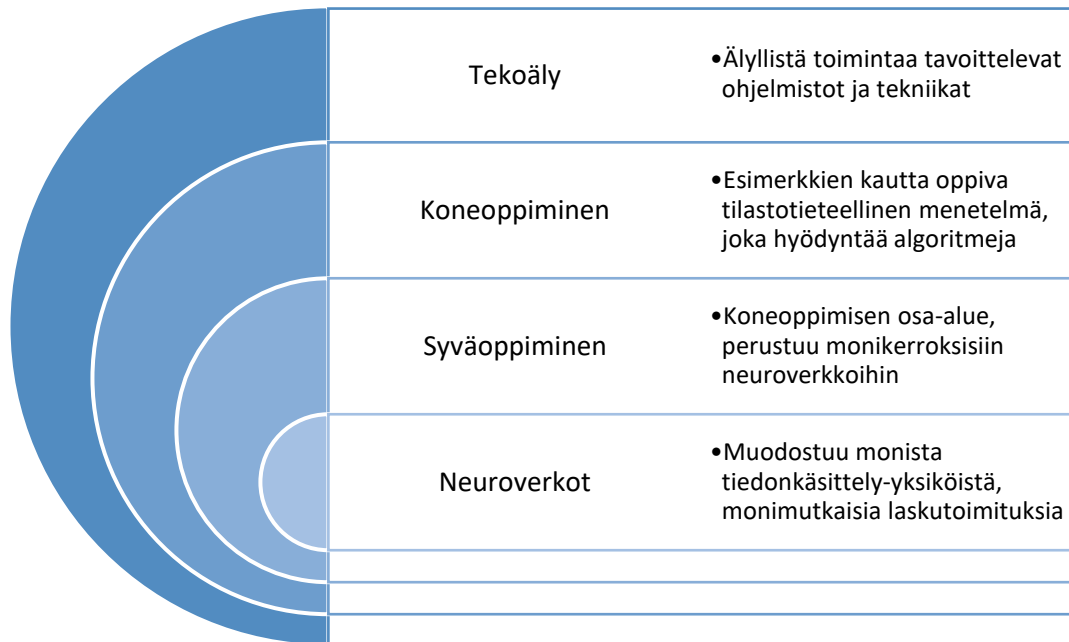 Tekoäly
•Älyllistä toimintaa tavoittelevat
ohjelmistot ja tekniikat
Koneoppiminen
•Esimerkkien kautta oppiva
tilastotieteellinen menetelmä,
joka hyödyntää algoritmeja
Syväoppiminen
•Koneoppimisen osa-alue,
perustuu monikerroksisiin
neuroverkkoihin
Neuroverkot
•Muodostuu monista
tiedonkäsittely-yksiköistä,
monimutkaisia laskutoimituksia